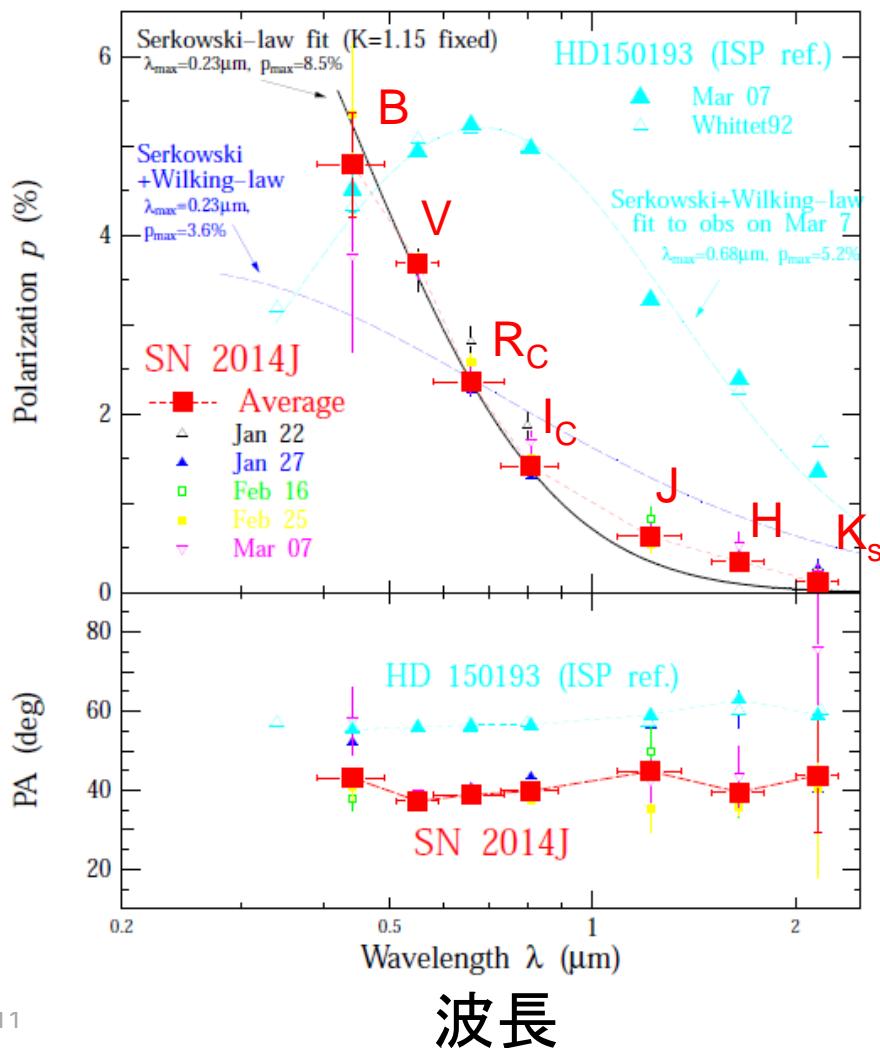 Serkowski-law fit (K=1.15 fixed)
λmax=0.23μm, pmax=8.5%
HD150193 (ISP ref.)
Mar 07
Whittet92
B
Serkowski
+Wilking-law
λmax=0.23μm,
pmax=3.6%
V
Serkowski+Wilking-law
fit to obs on Mar 7
λmax=0.68μm, pmax=5.2%
RC
SN 2014J
Average
Jan 22
Jan 27
Feb 16
Feb 25
Mar 07
IC
J
H
Ks
6
4
2
0
Polarization p (%)
80
60
40
20
PA (deg)
HD 150193 (ISP ref.)
SN 2014J
0.2
0.5
1
2
Wavelength λ (μm)
波長
11